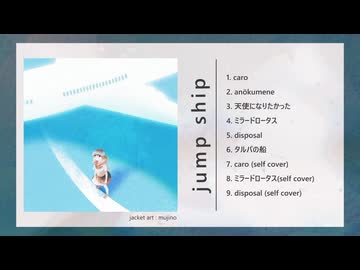 jump ship
1. caro
2. anökumene
3. 天使になりたかった
4. ミラードロータス
5. disposal
6. タルパの船
7. caro (self cover)
8. ミラードロータス(self cover)
9. disposal (self cover)
jacket art : mujino